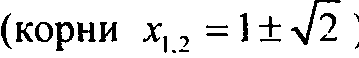 (корни x₁,₂ = 1 ± √2 )